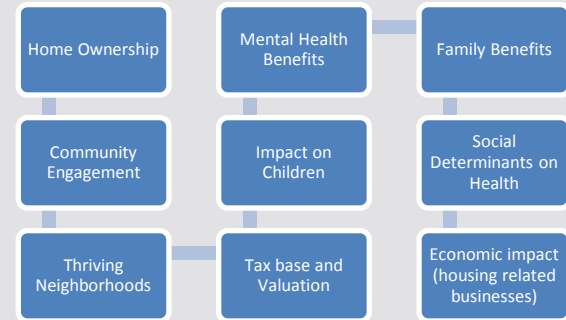 Home Ownership
Community
Engagement
Thriving
Neighborhoods
Tax base and
Valuation
Impact on
Children
Mental Health
Benefits
Family Benefits
Social
Determinants on
Health
Economic impact
(housing related
businesses)